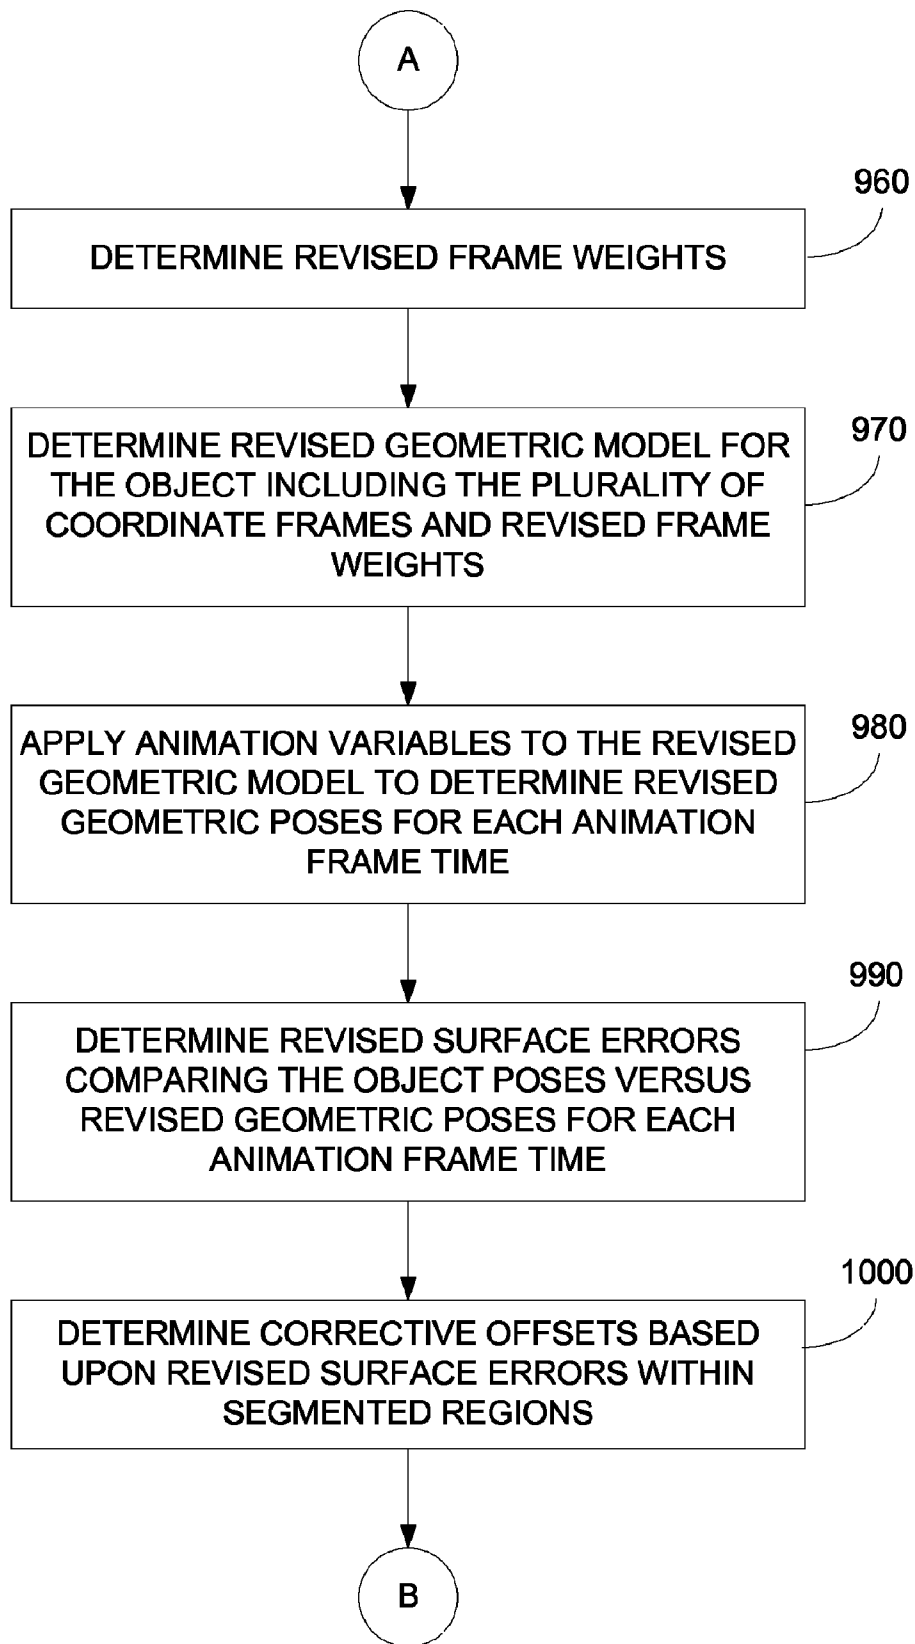 A
960
DETERMINE REVISED FRAME WEIGHTS
970
DETERMINE REVISED GEOMETRIC MODEL FOR
THE OBJECT INCLUDING THE PLURALITY OF
COORDINATE FRAMES AND REVISED FRAME
WEIGHTS
980
APPLY ANIMATION VARIABLES TO THE REVISED
GEOMETRIC MODEL TO DETERMINE REVISED
GEOMETRIC POSES FOR EACH ANIMATION
FRAME TIME
990
DETERMINE REVISED SURFACE ERRORS
COMPARING THE OBJECT POSES VERSUS
REVISED GEOMETRIC POSES FOR EACH
ANIMATION FRAME TIME
1000
DETERMINE CORRECTIVE OFFSETS BASED
UPON REVISED SURFACE ERRORS WITHIN
SEGMENTED REGIONS
B